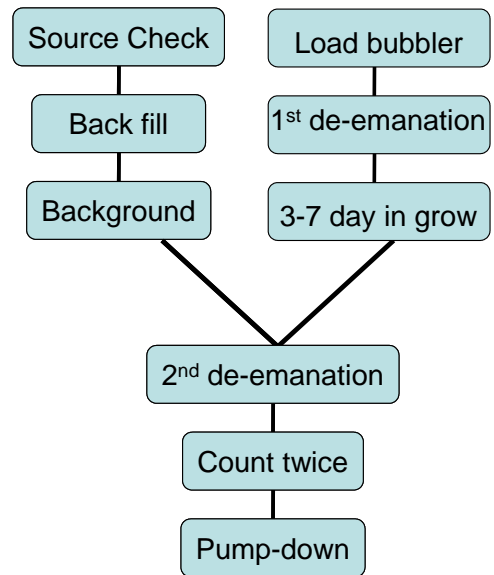 Source Check
Back fill
Background
Load bubbler
1st de-emanation
3-7 day in grow
2nd de-emanation
Count twice
Pump-down